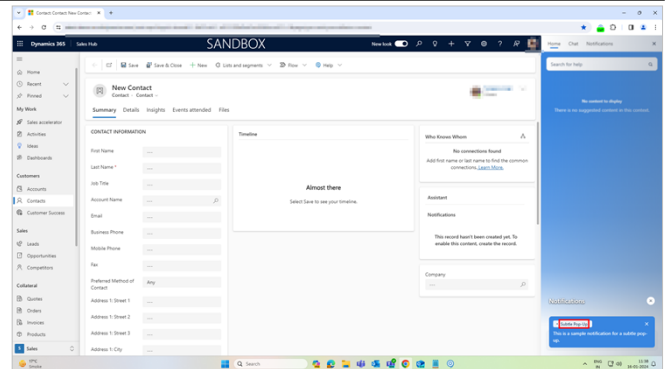 Contact: Contact: New Contact
Dynamics 365
Sales Hub
SANDBOX
New look
Home Chat Notifications
Save
Save & Close
+ New
Lists and segments
Flow
Help
Search for help
Home
Recent
Pinned
My Work
Sales accelerator
Activities
Ideas
Dashboards
Customers
Accounts
Contacts
Customer Success
Sales
Leads
Opportunities
Competitors
Collateral
Quotes
Orders
Invoices
Products
Sales
New Contact
Contact · Contact
Summary Details Insights Events attended Files
CONTACT INFORMATION
First Name ---
Last Name * ---
Job Title ---
Account Name ---
Email ---
Business Phone ---
Mobile Phone ---
Fax ---
Preferred Method of
Contact
Any
Address 1: Street 1 ---
Address 1: Street 2 ---
Address 1: Street 3 ---
Address 1: City ---
Timeline
Almost there
Select Save to see your timeline.
Who Knows Whom
No connections found
Add first name or last name to find the common
connections. Learn More.
Assistant
Notifications
This record hasn't been created yet. To
enable this content, create the record.
Company
---
No content to display
There is no suggested content in this context.
Notifications
Subtle Pop-Up
This is a sample notification for a subtle pop-
up.
Search
ENG
IN
11:38